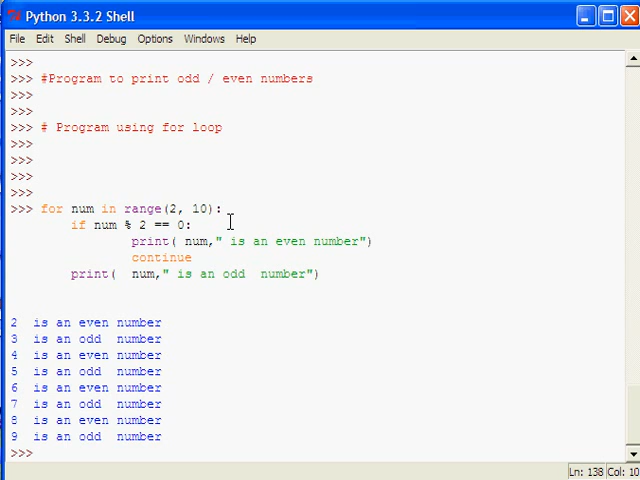 Python 3.3.2 Shell
File Edit Shell Debug Options Windows Help
>>>
>>> #Program to print odd / even numbers
>>>
>>>
>>> # Program using for loop
>>>
>>>
>>>
>>>
>>> for num in range(2, 10):
if num % 2 == 0:
print( num," is an even number")
continue
print(  num," is an odd  number")
2  is an even number
3  is an odd  number
4  is an even number
5  is an odd  number
6  is an even number
7  is an odd  number
8  is an even number
9  is an odd  number
>>>
Ln: 138 Col: 10